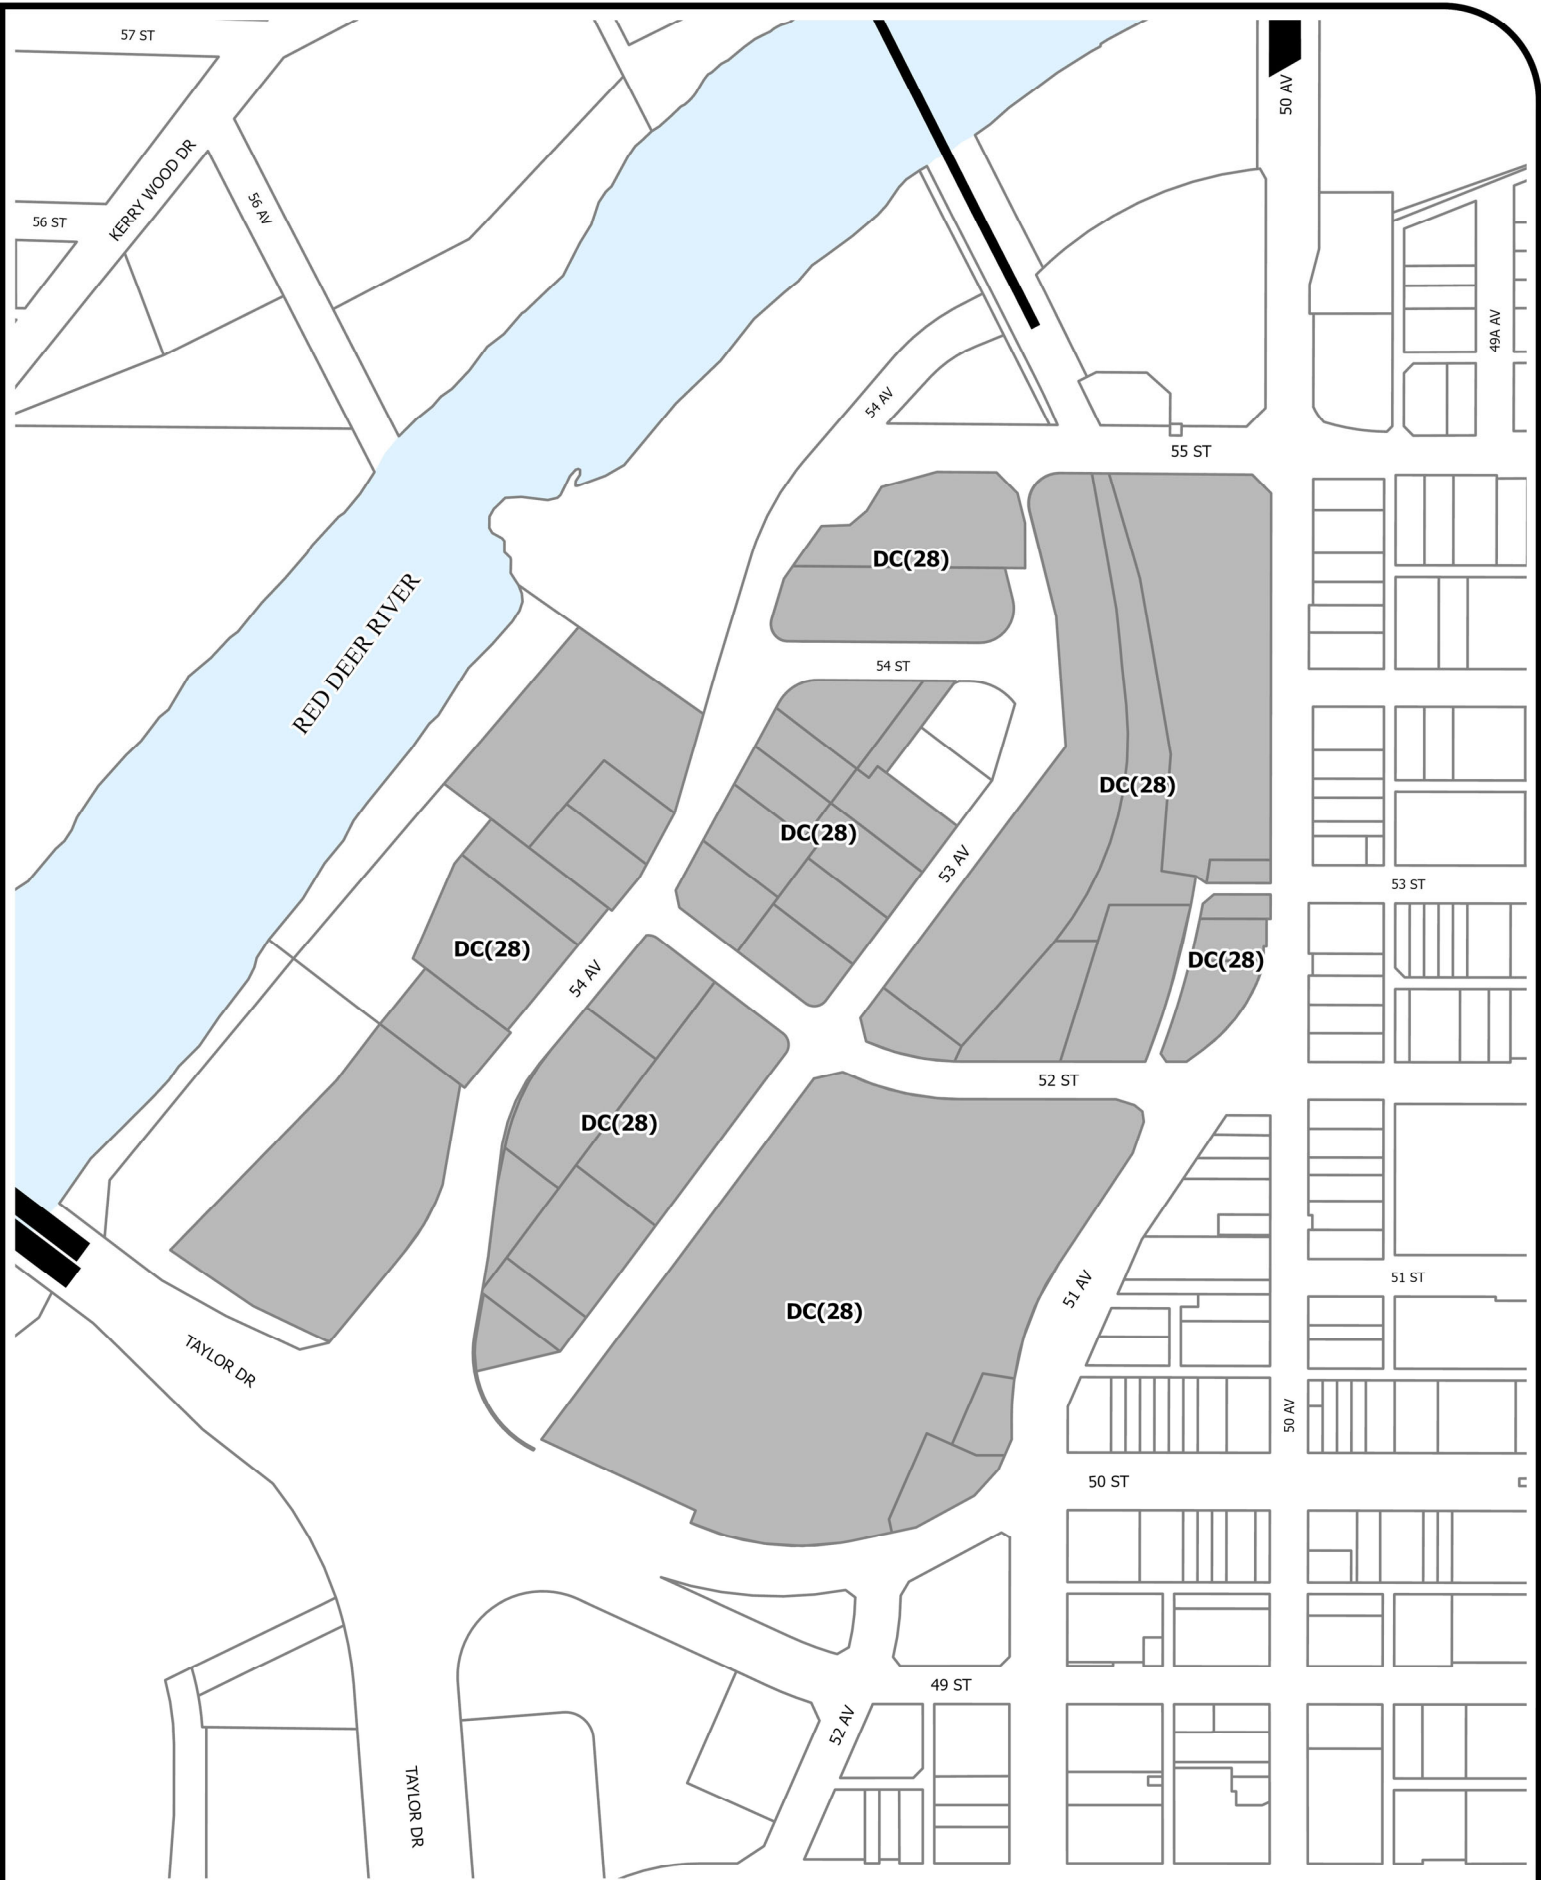 57 ST
50 AV
KERRY WOOD DR
56 AV
56 ST
49A AV
54 AV
55 ST
DC(28)
RED DEER RIVER
54 ST
DC(28)
DC(28)
53 AV
53 ST
DC(28)
DC(28)
54 AV
52 ST
DC(28)
51 ST
51 AV
DC(28)
TAYLOR DR
50 AV
50 ST
49 ST
52 AV
TAYLOR DR